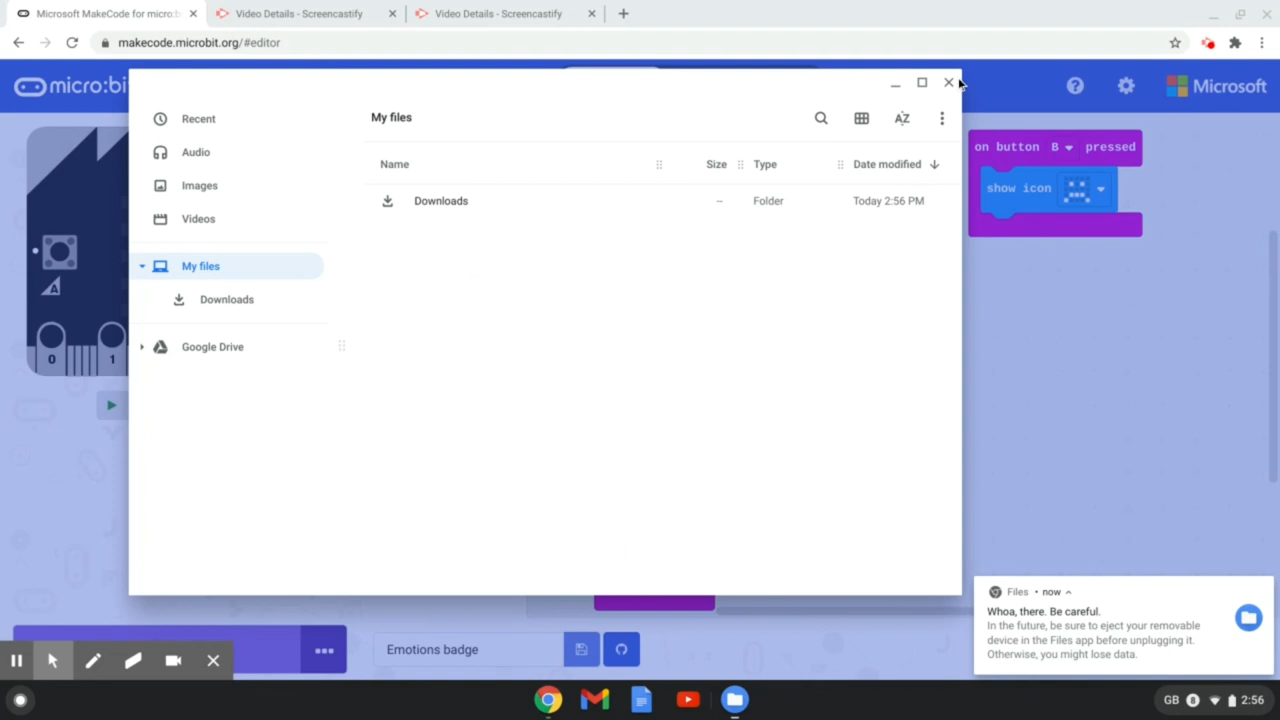 Microsoft MakeCode for micro:b
Video Details - Screencastify
Video Details - Screencastify
makecode.microbit.org/#editor
micro:bi
Microsoft
My files
Recent
Audio
Images
Videos
My files
Downloads
Google Drive
Name
Size
Type
Date modified
Downloads
–
Folder
Today 2:56 PM
on button B pressed
show icon
A
0
1
Files • now
Whoa, there. Be careful.
In the future, be sure to eject your removable
device in the Files app before unplugging it.
Otherwise, you might lose data.
Emotions badge
GB 8 2:56